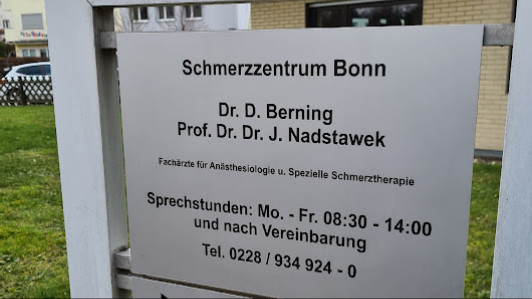 Schmerzzentrum Bonn
Dr. D. Berning
Prof. Dr. Dr. J. Nadstawek
Fachärzte für Anästhesiologie u. Spezielle Schmerztherapie
Sprechstunden: Mo. - Fr. 08:30 - 14:00
und nach Vereinbarung
Tel. 0228 / 934 924 - 0